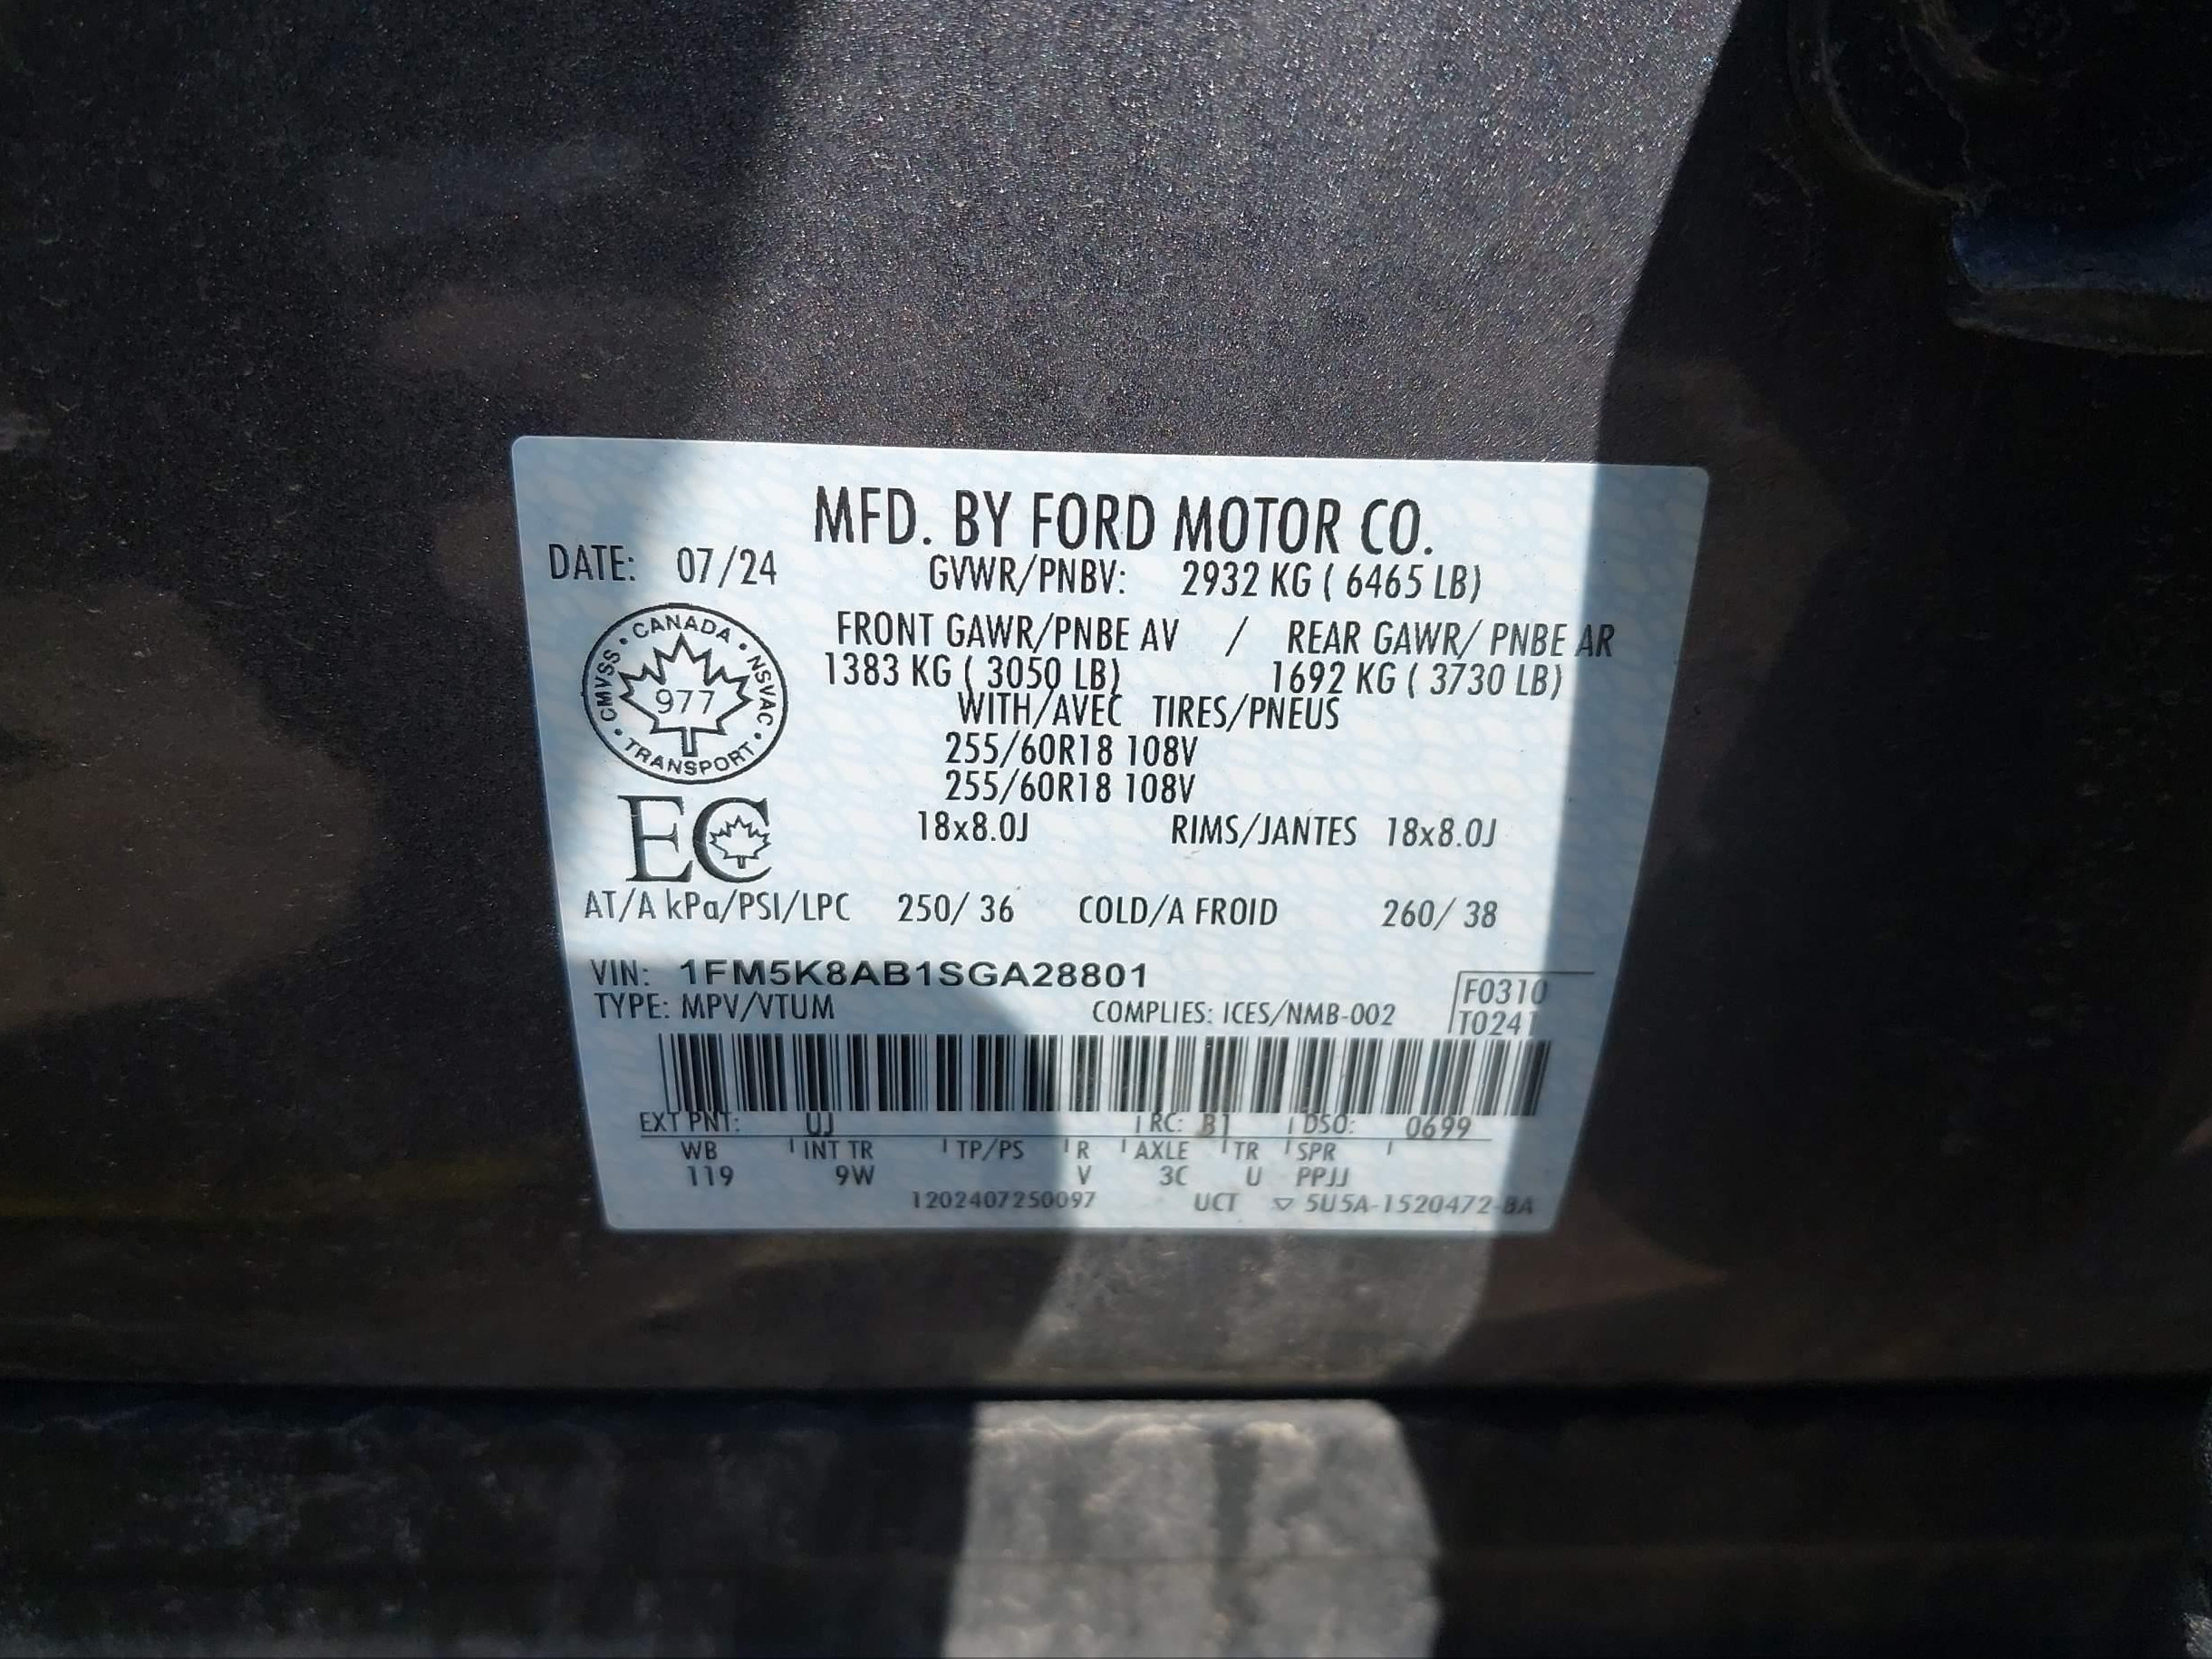 MFD. BY FORD MOTOR CO.
DATE: 07/24
GVWR/PNBV: 2932 KG ( 6465 LB)
FRONT GAWR/PNBE AV / REAR GAWR/ PNBE AR
1383 KG ( 3050 LB) 1692 KG ( 3730 LB)
WITH/AVEC TIRES/PNEUS
255/60R18 108V
255/60R18 108V
18x8.0J RIMS/JANTES 18x8.0J
CANADA · NSVAC · TRANSPORT · CMVSS ·
977
EC
AT/A kPa/PSI/LPC 250/ 36 COLD/A FROID 260/ 38
VIN: 1FM5K8AB1SGA28801
TYPE: MPV/VTUM COMPLIES: ICES/NMB-002
F0310
T0241
EXT PNT: UJ RC: B1 DSO: 0699
WB INT TR TP/PS R AXLE TR SPR
119 9W V 3C U PPJJ
1202407250097 UCT ▽ 5U5A-1520472-BA